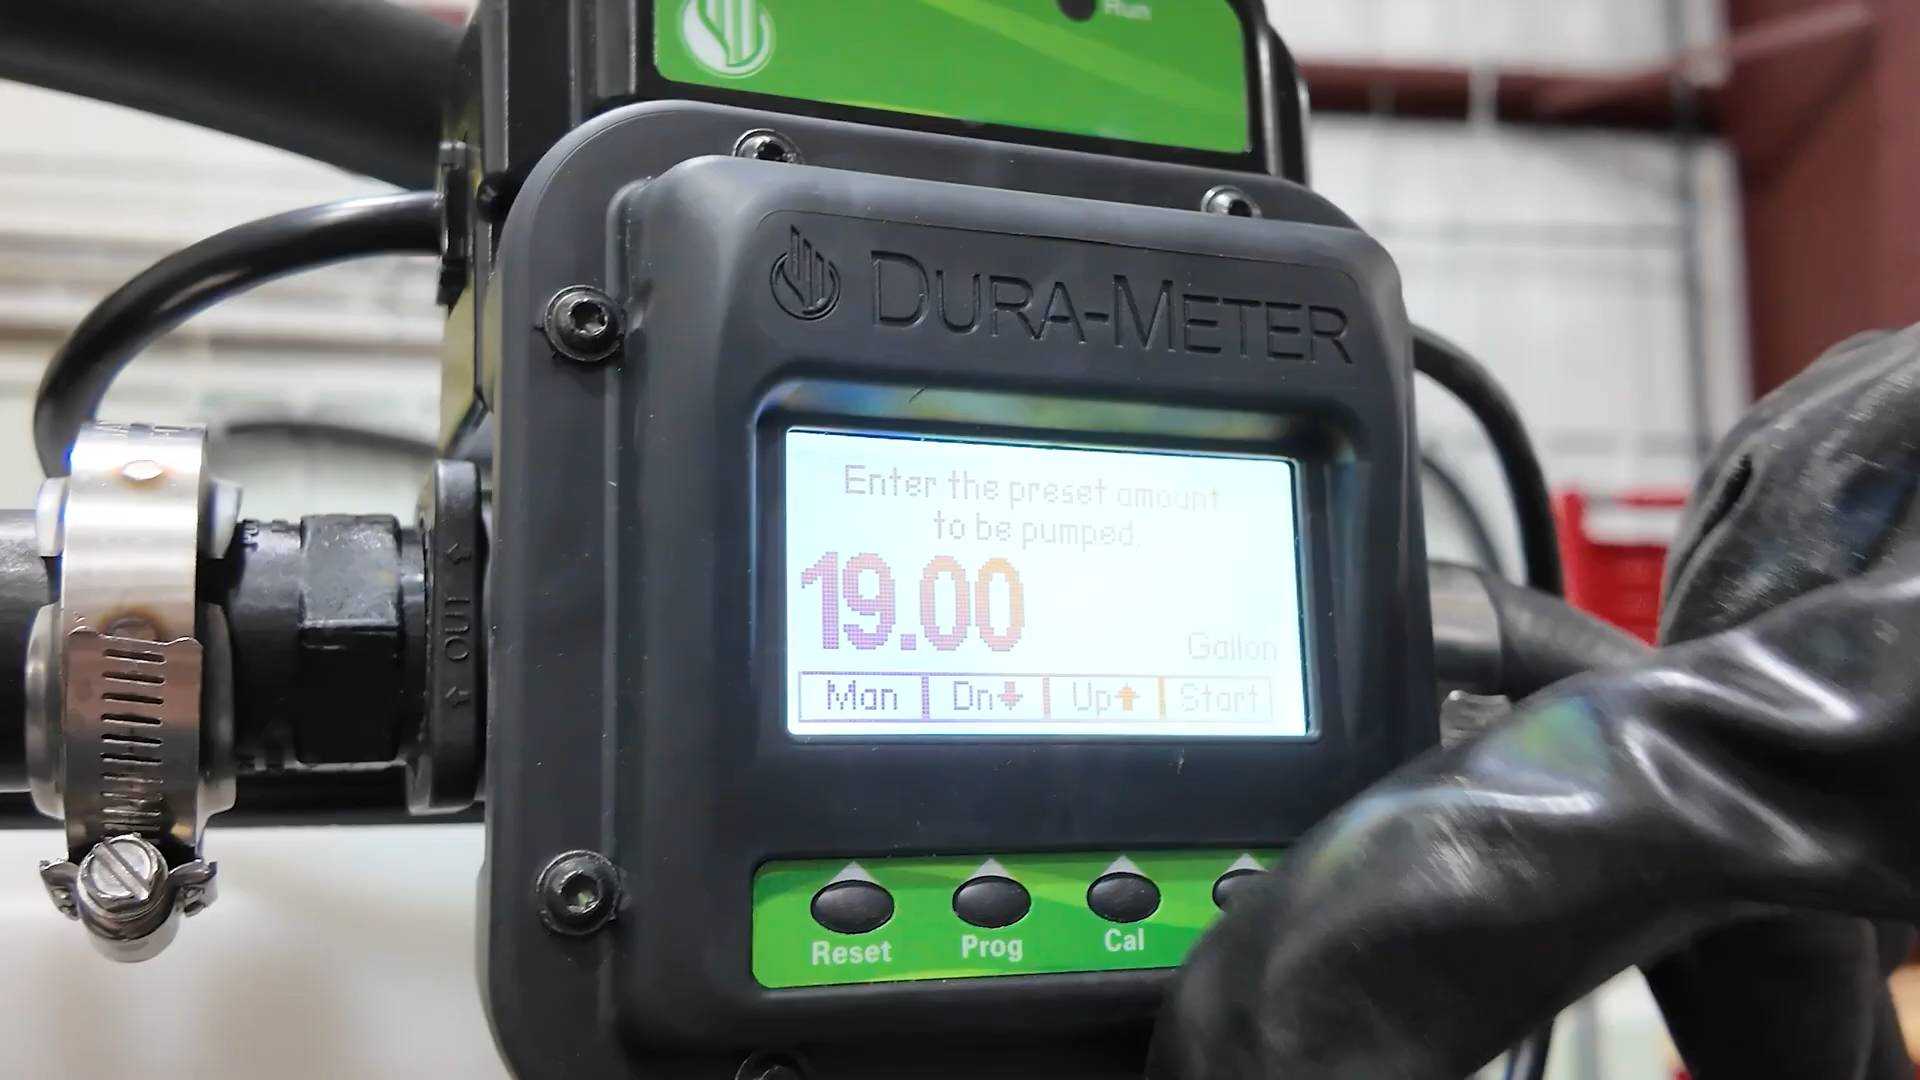 Run
DURA-METER
Enter the preset amount
to be pumped.
19.00
Gallon
Man Dn Up Start
OUT
Reset Prog Cal